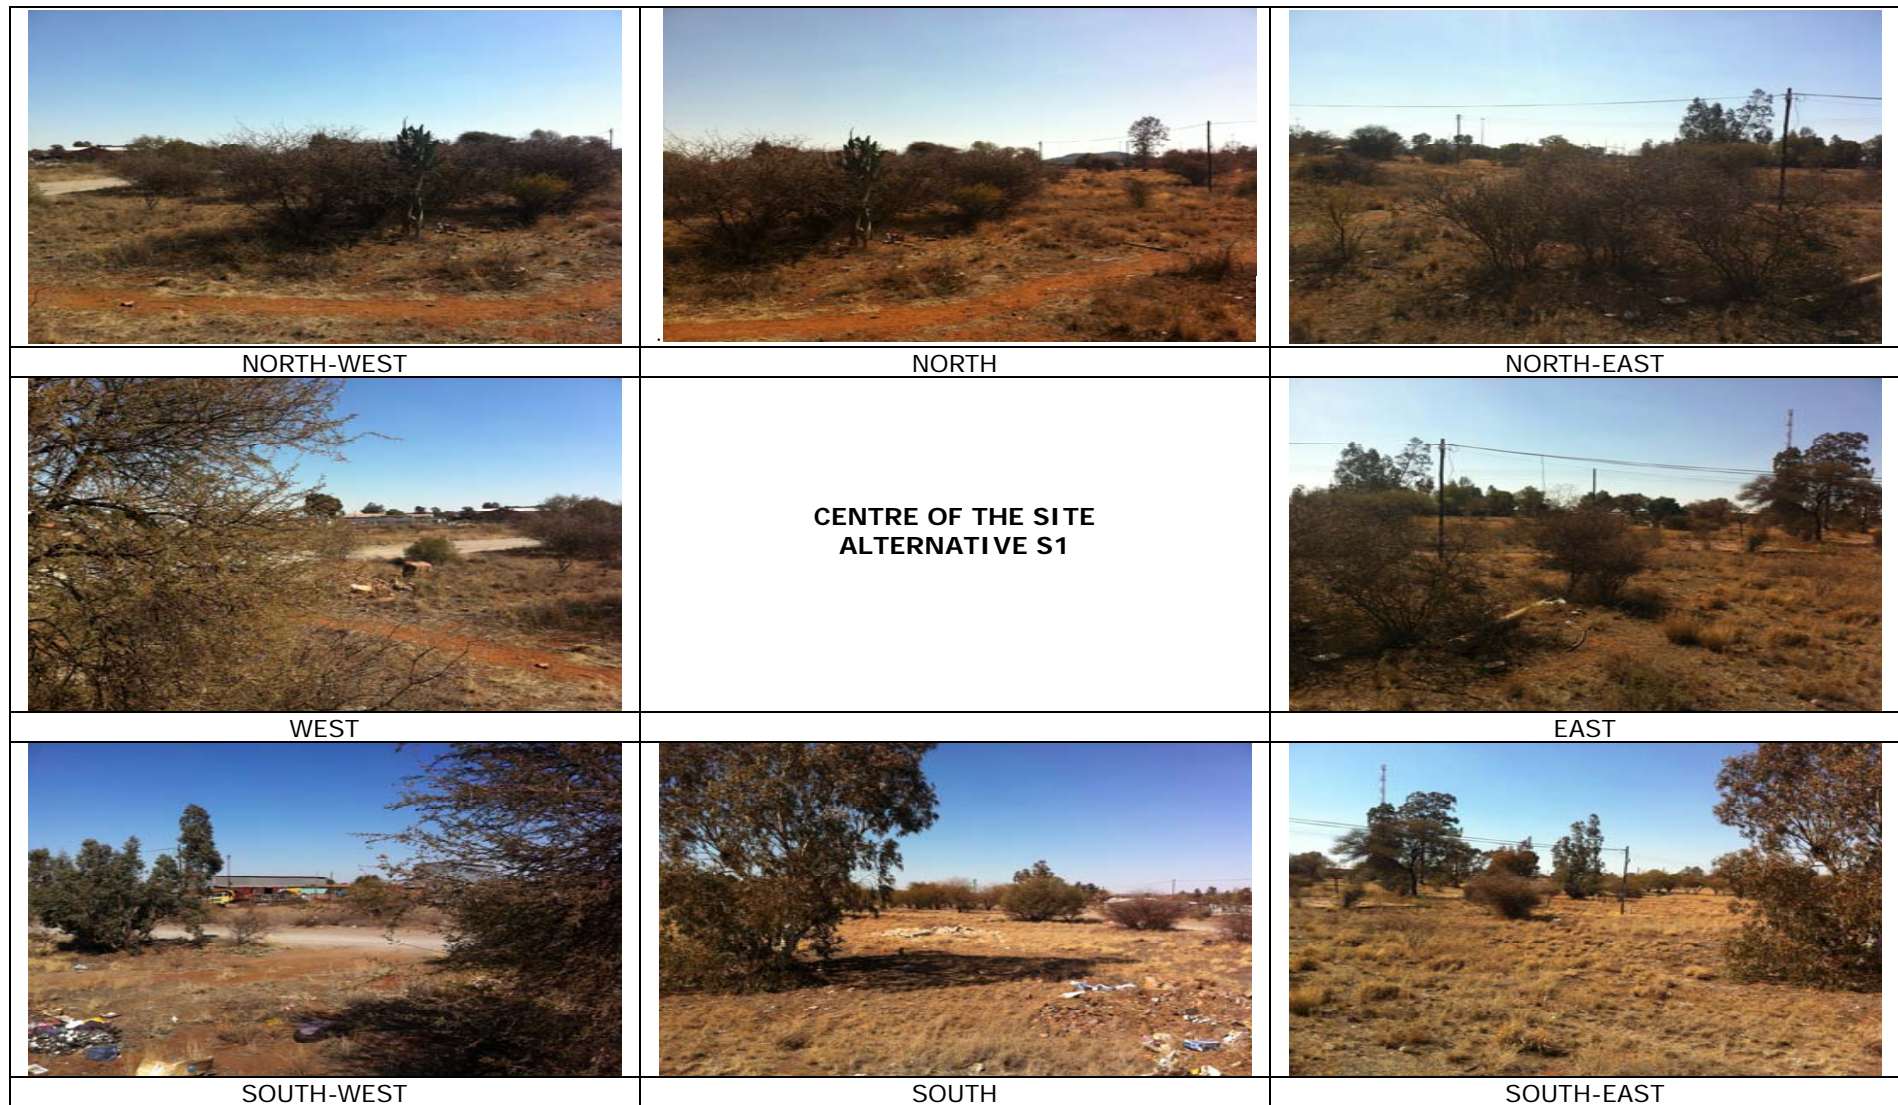 NORTH-WEST
NORTH
NORTH-EAST
CENTRE OF THE SITE
ALTERNATIVE S1
WEST
EAST
SOUTH-WEST
SOUTH
SOUTH-EAST